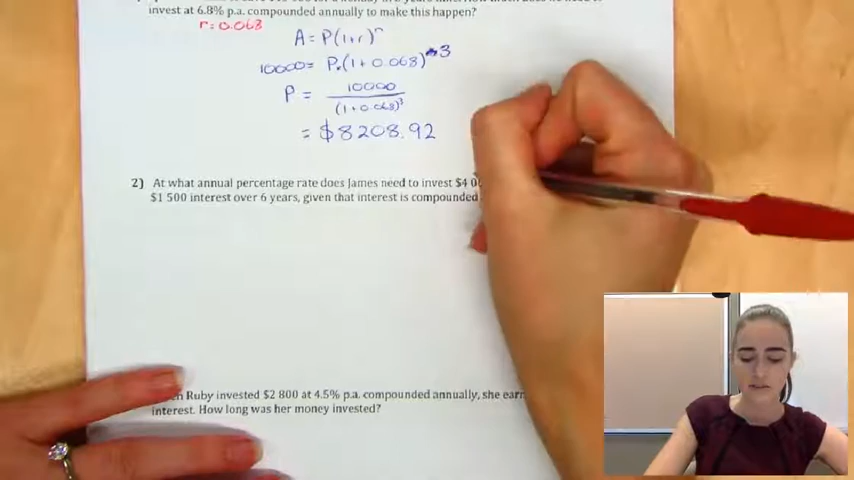 invest at 6.8% p.a. compounded annually to make this happen?
r = 0.068
A = P(1+r)ⁿ
10000 = P.(1+0.068)^3
P = 10000
(1+0.068)³
= $8208.92
2) At what annual percentage rate does James need to invest $4 0
$1 500 interest over 6 years, given that interest is compounded
Ruby invested $2 800 at 4.5% p.a. compounded annually, she earn
interest. How long was her money invested?